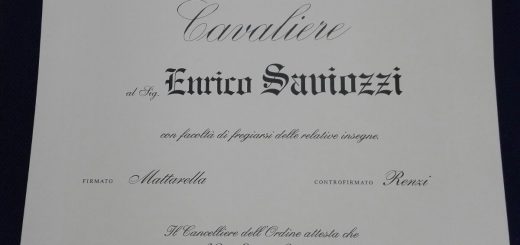 Cavaliere
al Sig. Enrico Saviozzi
con facoltà di fregiarsi delle relative insegne.
FIRMATO Mattarella CONTROFIRMATO Renzi
Il Cancelliere dell'Ordine attesta che